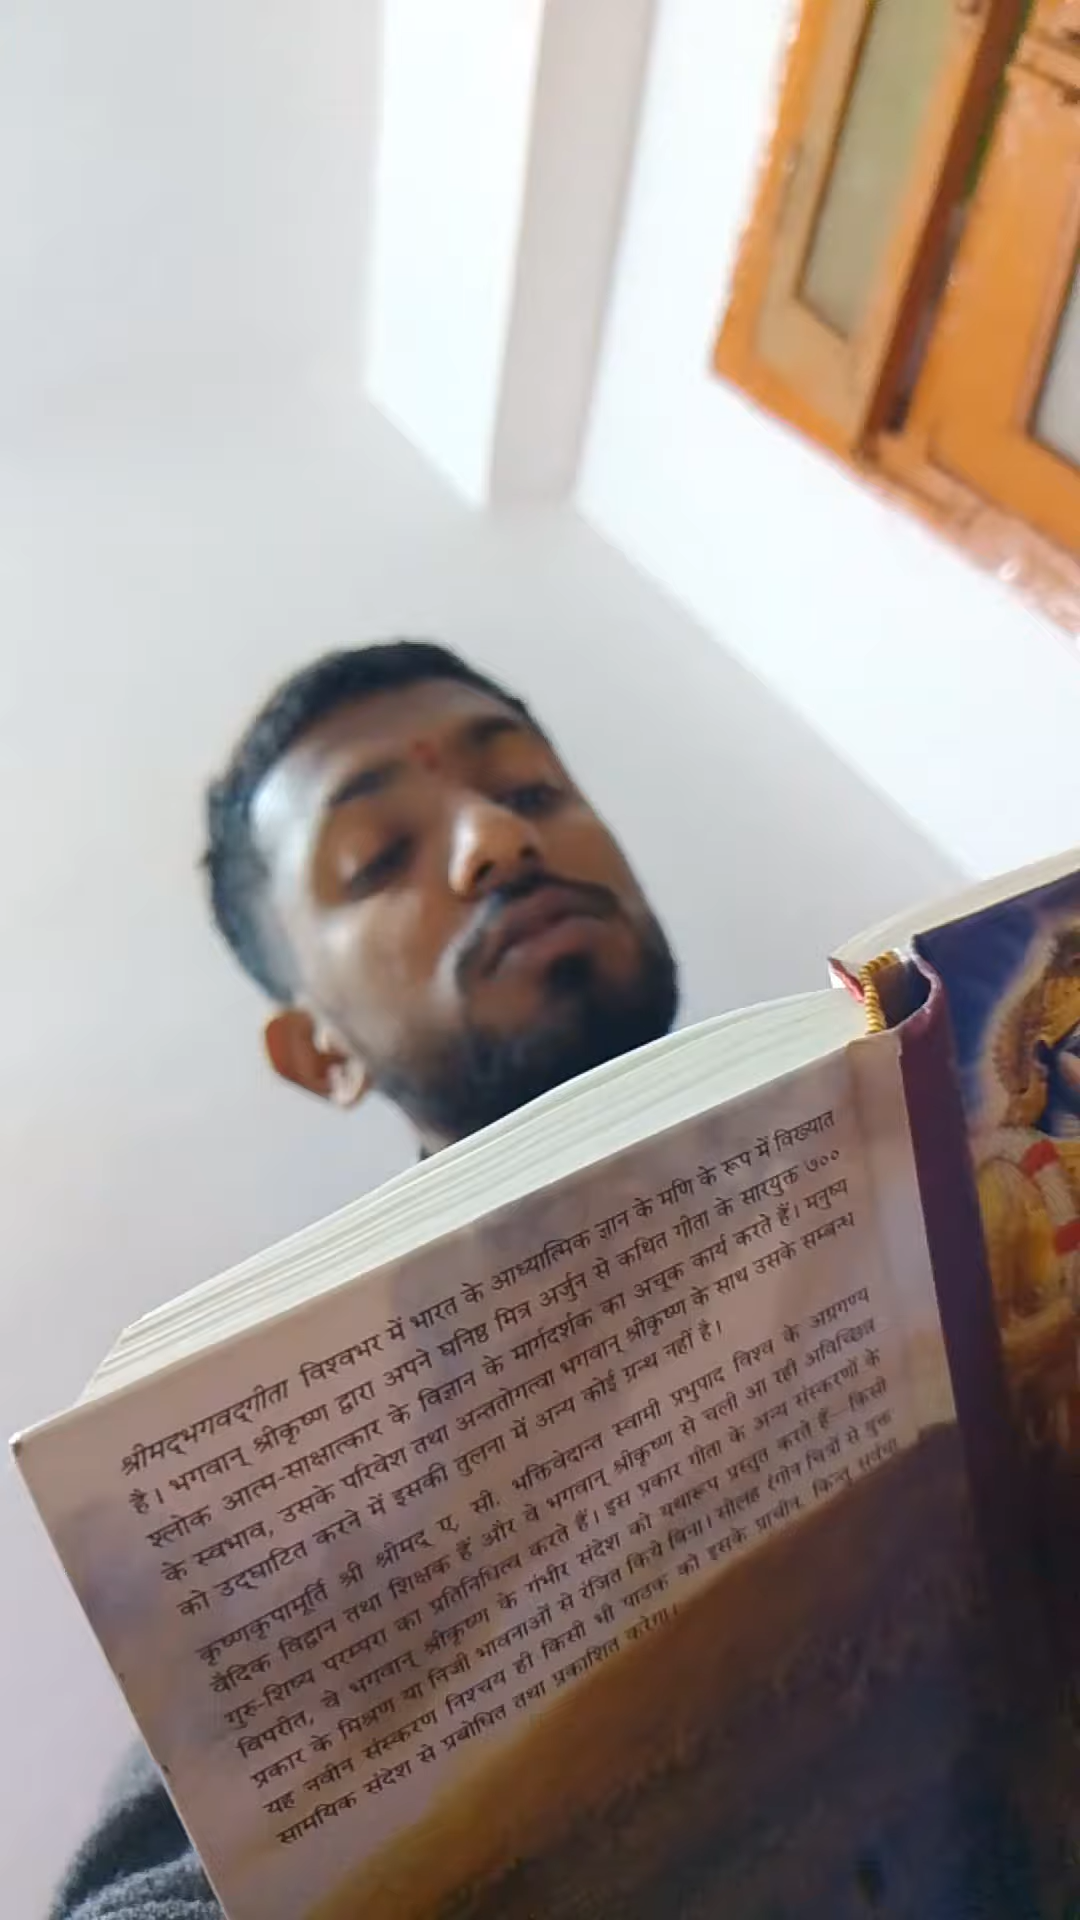 श्रीमद्भगवद्गीता विश्वभर में भारत के आध्यात्मिक ज्ञान के मणि के रूप में विख्यात
है। भगवान् श्रीकृष्ण द्वारा अपने घनिष्ठ मित्र अर्जुन से कथित गीता के सारयुक्त ७००
श्लोक आत्म-साक्षात्कार के विज्ञान के मार्गदर्शक का अचूक कार्य करते हैं। मनुष्य
के स्वभाव, उसके परिवेश तथा अन्ततोगत्वा भगवान् श्रीकृष्ण के साथ उसके सम्बन्ध
को उद्घाटित करने में इसकी तुलना में अन्य कोई ग्रन्थ नहीं है।
कृष्णकृपामूर्ति श्री श्रीमद् ए. सी. भक्तिवेदान्त स्वामी प्रभुपाद विश्व के अग्रगण्य
वैदिक विद्वान तथा शिक्षक हैं और वे भगवान् श्रीकृष्ण से चली आ रही अविच्छिन्न
गुरु-शिष्य परम्परा का प्रतिनिधित्व करते हैं। इस प्रकार गीता के अन्य संस्करणों के
विपरीत, वे भगवान् श्रीकृष्ण के गंभीर संदेश को यथारूप प्रस्तुत करते हैं—किसी
प्रकार के मिश्रण या निजी भावनाओं से रंजित किये बिना। सोलह रंगीन चित्रों से युक्त
यह नवीन संस्करण निश्चय ही किसी भी पाठक को इसके प्राचीन, किन्तु सर्वथा
सामयिक संदेश से प्रबोधित तथा प्रकाशित करेगा।